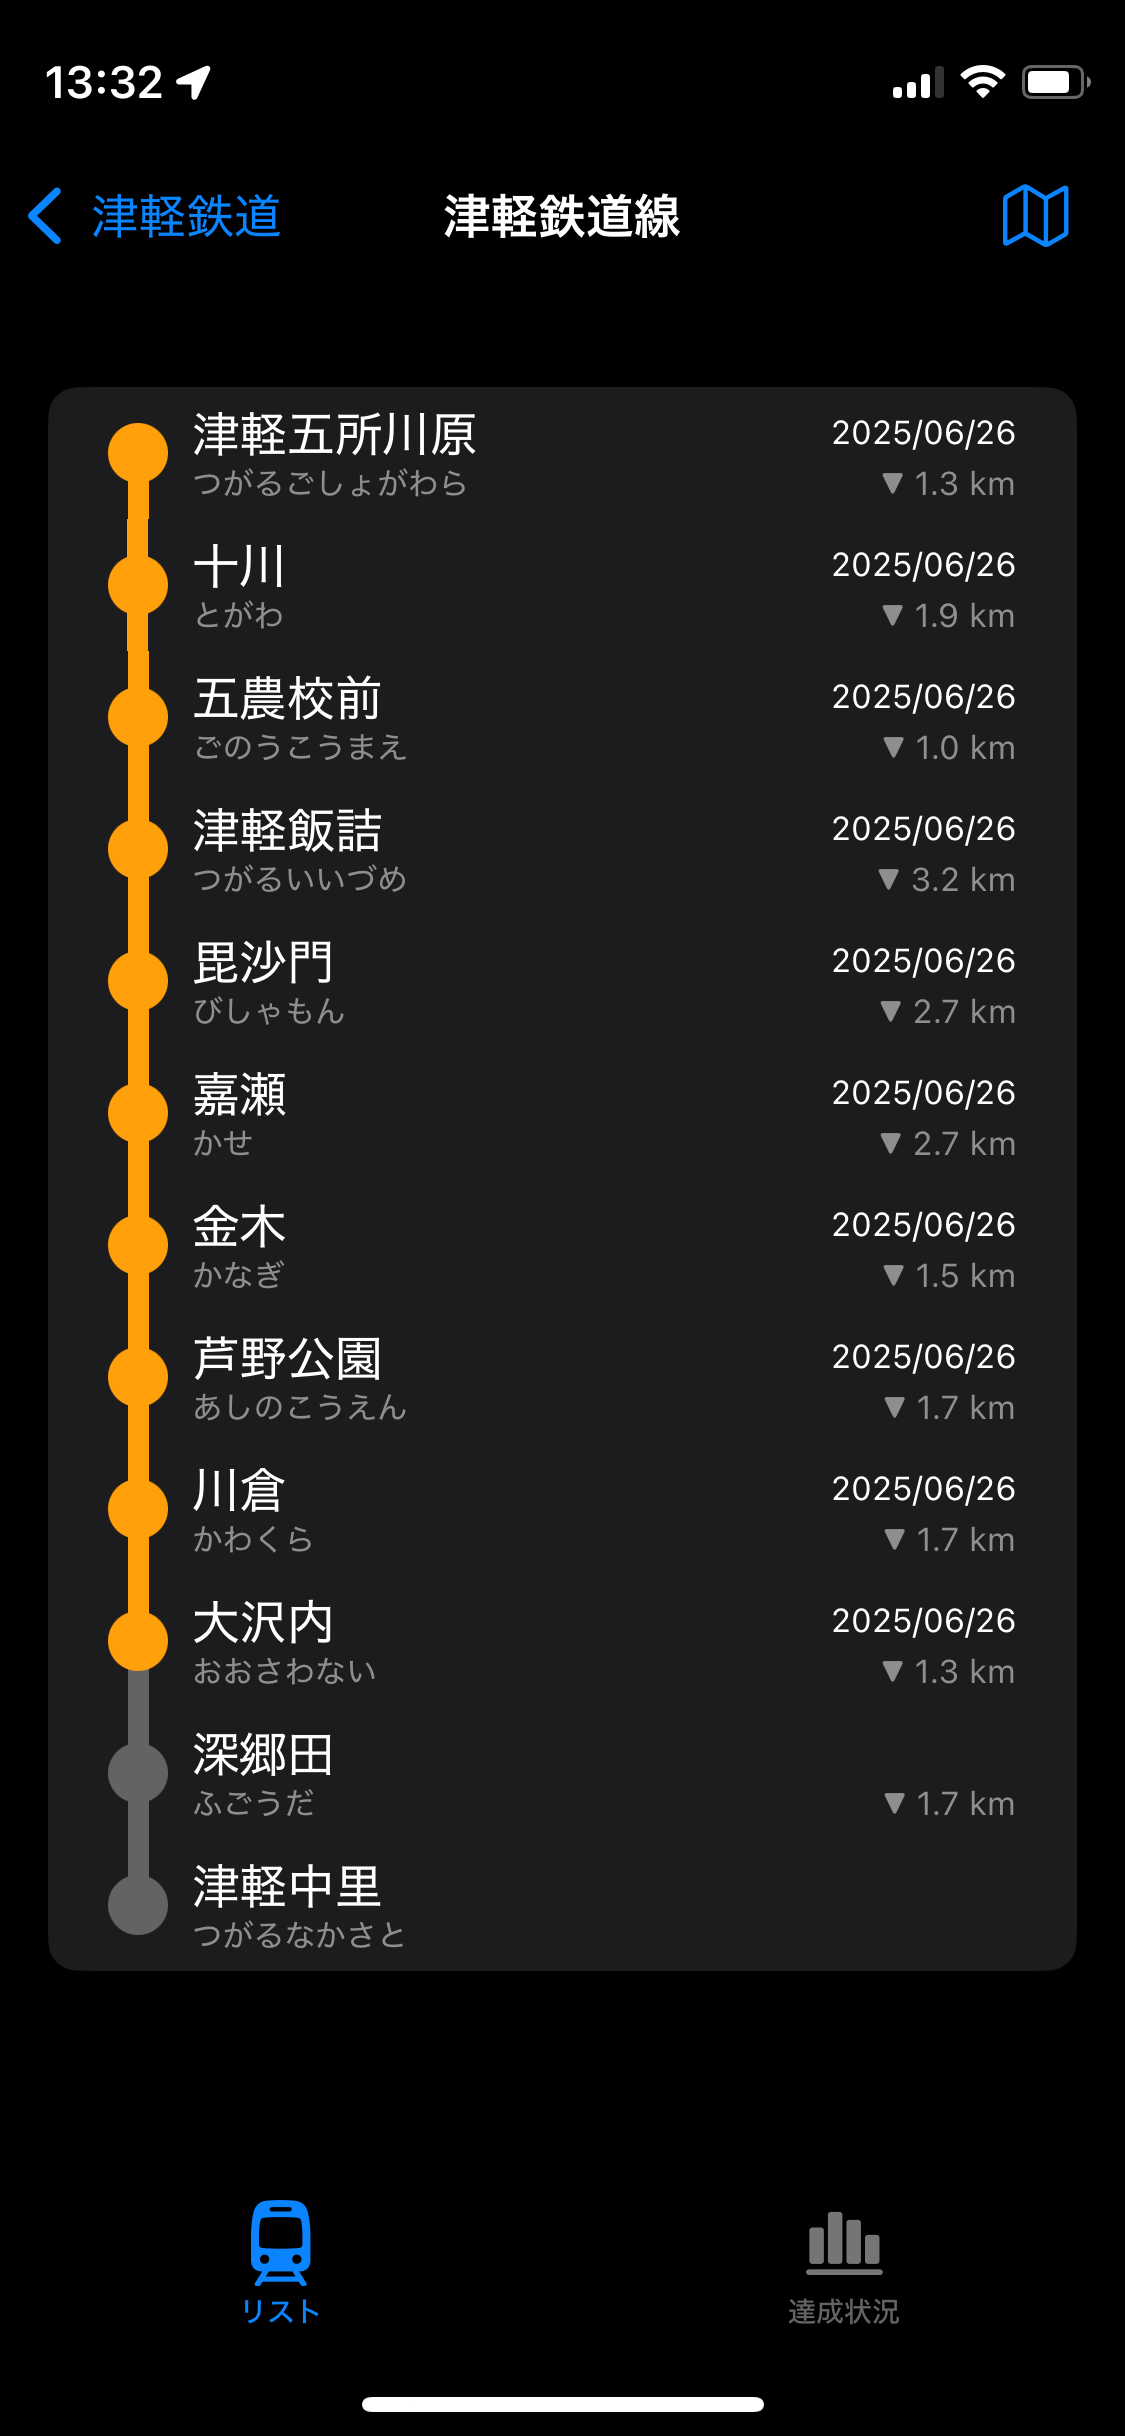 13:32
津軽鉄道
津軽鉄道線
津軽五所川原 2025/06/26
つがるごしょがわら ▼ 1.3 km
十川 2025/06/26
とがわ ▼ 1.9 km
五農校前 2025/06/26
ごのうこうまえ ▼ 1.0 km
津軽飯詰 2025/06/26
つがるいいづめ ▼ 3.2 km
毘沙門 2025/06/26
びしゃもん ▼ 2.7 km
嘉瀬 2025/06/26
かせ ▼ 2.7 km
金木 2025/06/26
かなぎ ▼ 1.5 km
芦野公園 2025/06/26
あしのこうえん ▼ 1.7 km
川倉 2025/06/26
かわくら ▼ 1.7 km
大沢内 2025/06/26
おおさわない ▼ 1.3 km
深郷田
ふごうだ ▼ 1.7 km
津軽中里
つがるなかさと
リスト
達成状況